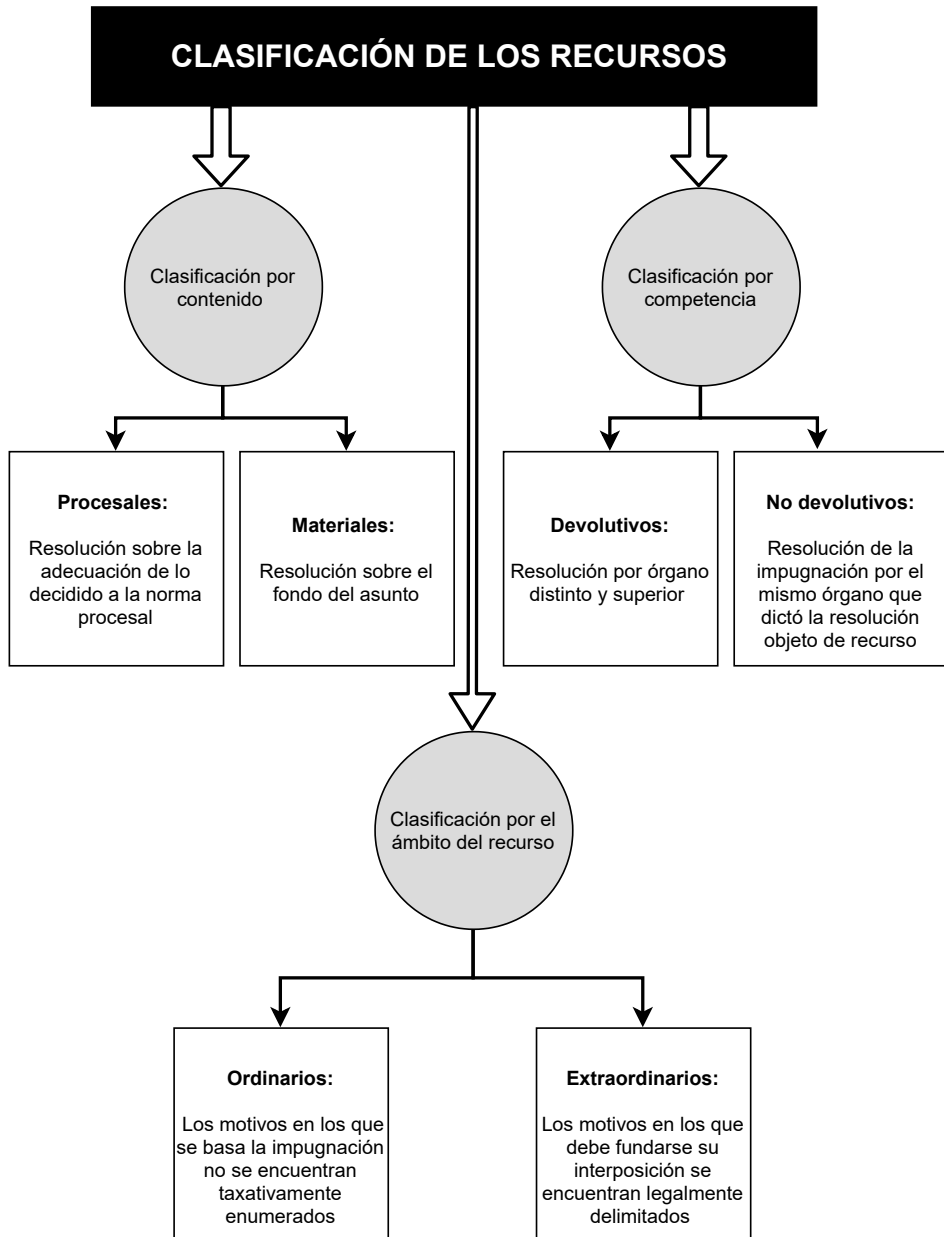 CLASIFICACIÓN DE LOS RECURSOS
Clasificación por
contenido
Clasificación por
competencia
Procesales:
Resolución sobre la
adecuación de lo
decidido a la norma
procesal
Materiales:
Resolución sobre el
fondo del asunto
Devolutivos:
Resolución por órgano
distinto y superior
No devolutivos:
Resolución de la
impugnación por el
mismo órgano que
dictó la resolución
objeto de recurso
Clasificación por el
ámbito del recurso
Ordinarios:
Los motivos en los que
se basa la impugnación
no se encuentran
taxativamente
enumerados
Extraordinarios:
Los motivos en los que
debe fundarse su
interposición se
encuentran legalmente
delimitados